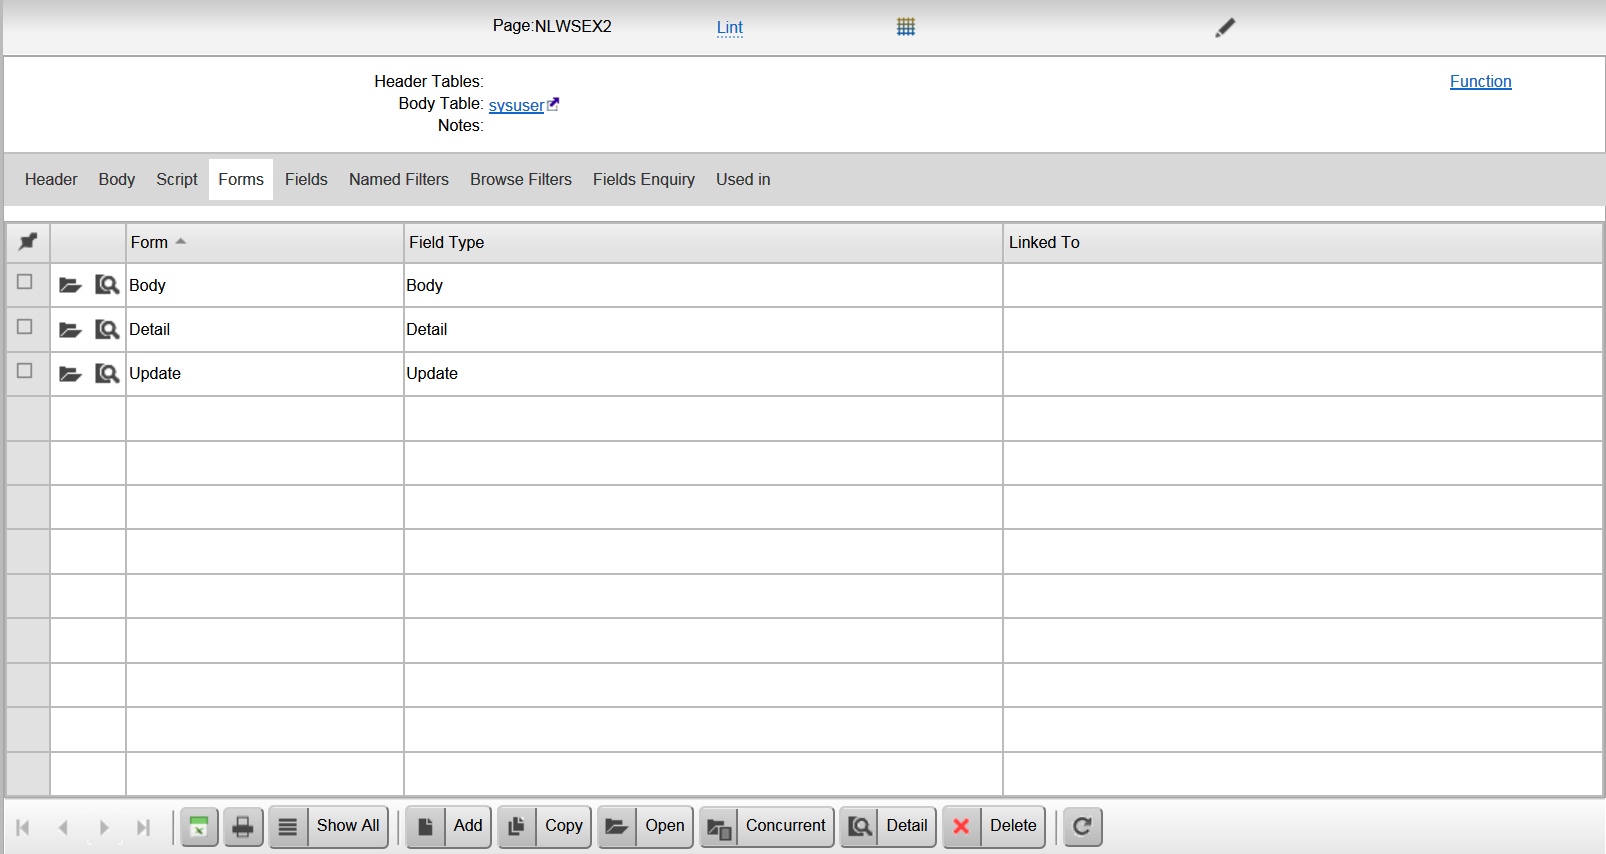 Page:NLWSEX2 Lint
Header Tables: Function
Body Table: sysuser
Notes:
Header Body Script Forms Fields Named Filters Browse Filters Fields Enquiry Used in
Form Field Type Linked To
Body Body
Detail Detail
Update Update
Show All Add Copy Open Concurrent Detail Delete